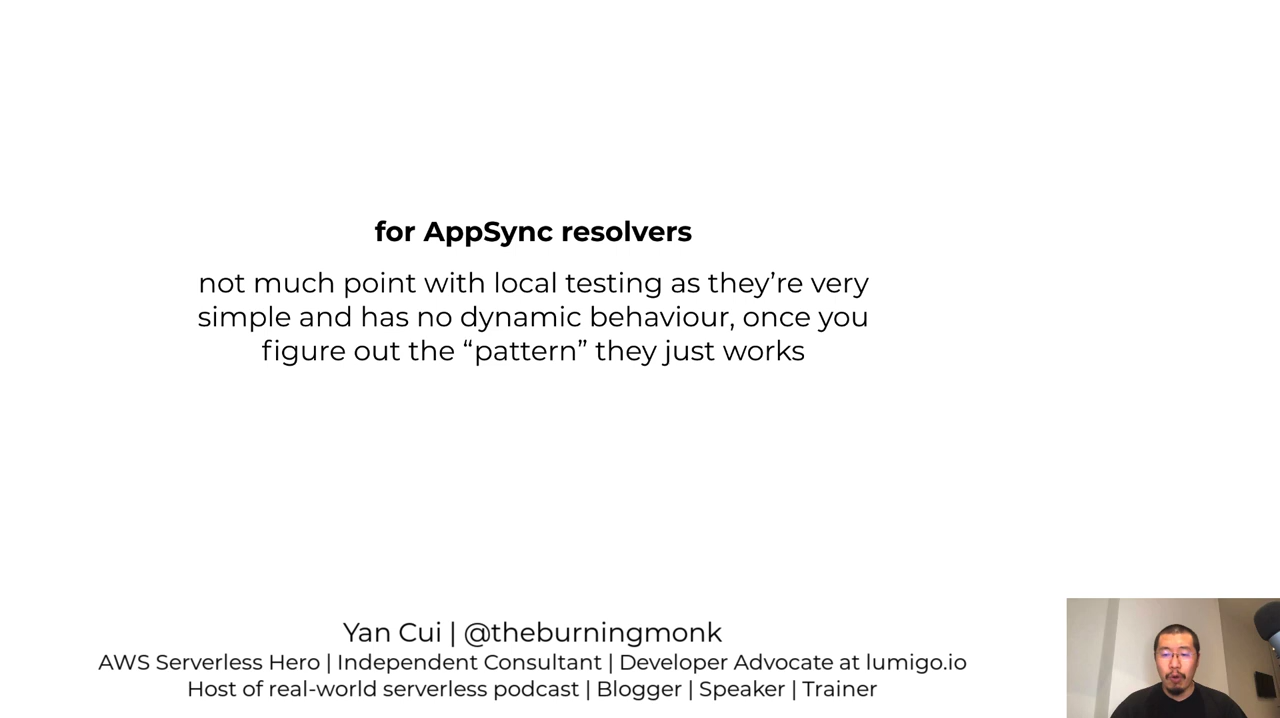 for AppSync resolvers
not much point with local testing as they’re very
simple and has no dynamic behaviour, once you
figure out the “pattern” they just works
Yan Cui | @theburningmonk
AWS Serverless Hero | Independent Consultant | Developer Advocate at lumigo.io
Host of real-world serverless podcast | Blogger | Speaker | Trainer